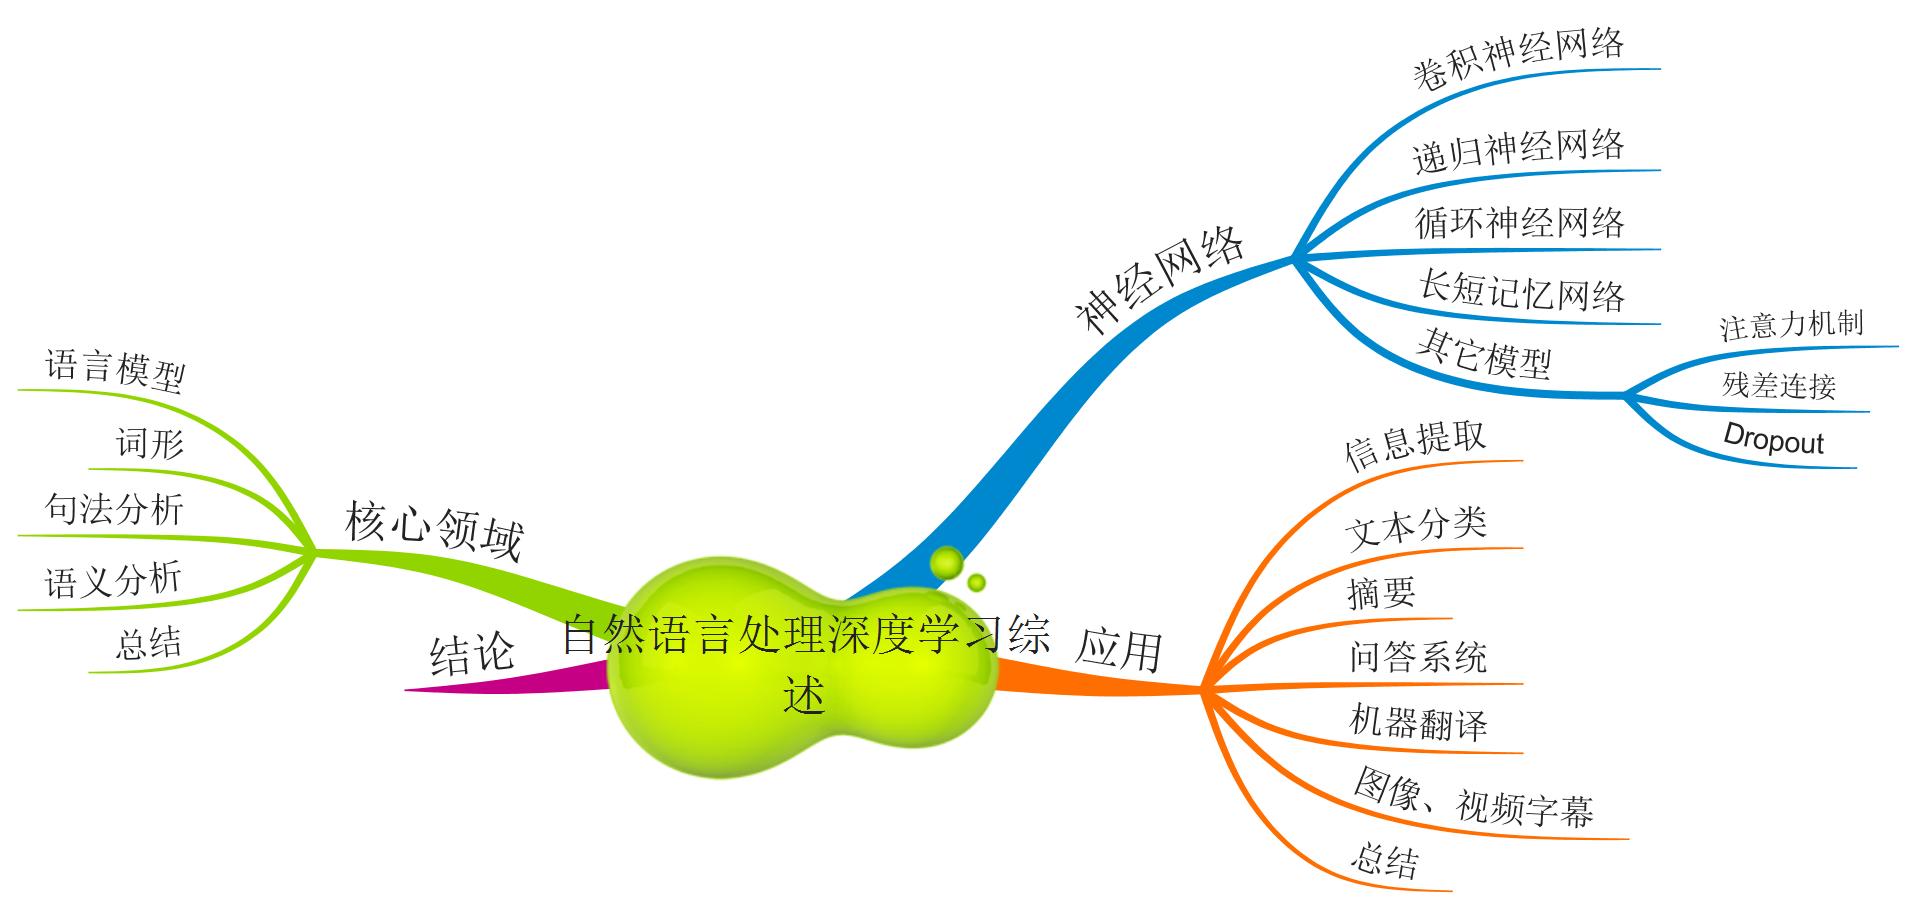 自然语言处理深度学习综
述
神经网络
卷积神经网络
递归神经网络
循环神经网络
长短记忆网络
其它模型
注意力机制
残差连接
Dropout
应用
信息提取
文本分类
摘要
问答系统
机器翻译
图像、视频字幕
总结
核心领域
语言模型
词形
句法分析
语义分析
总结
结论